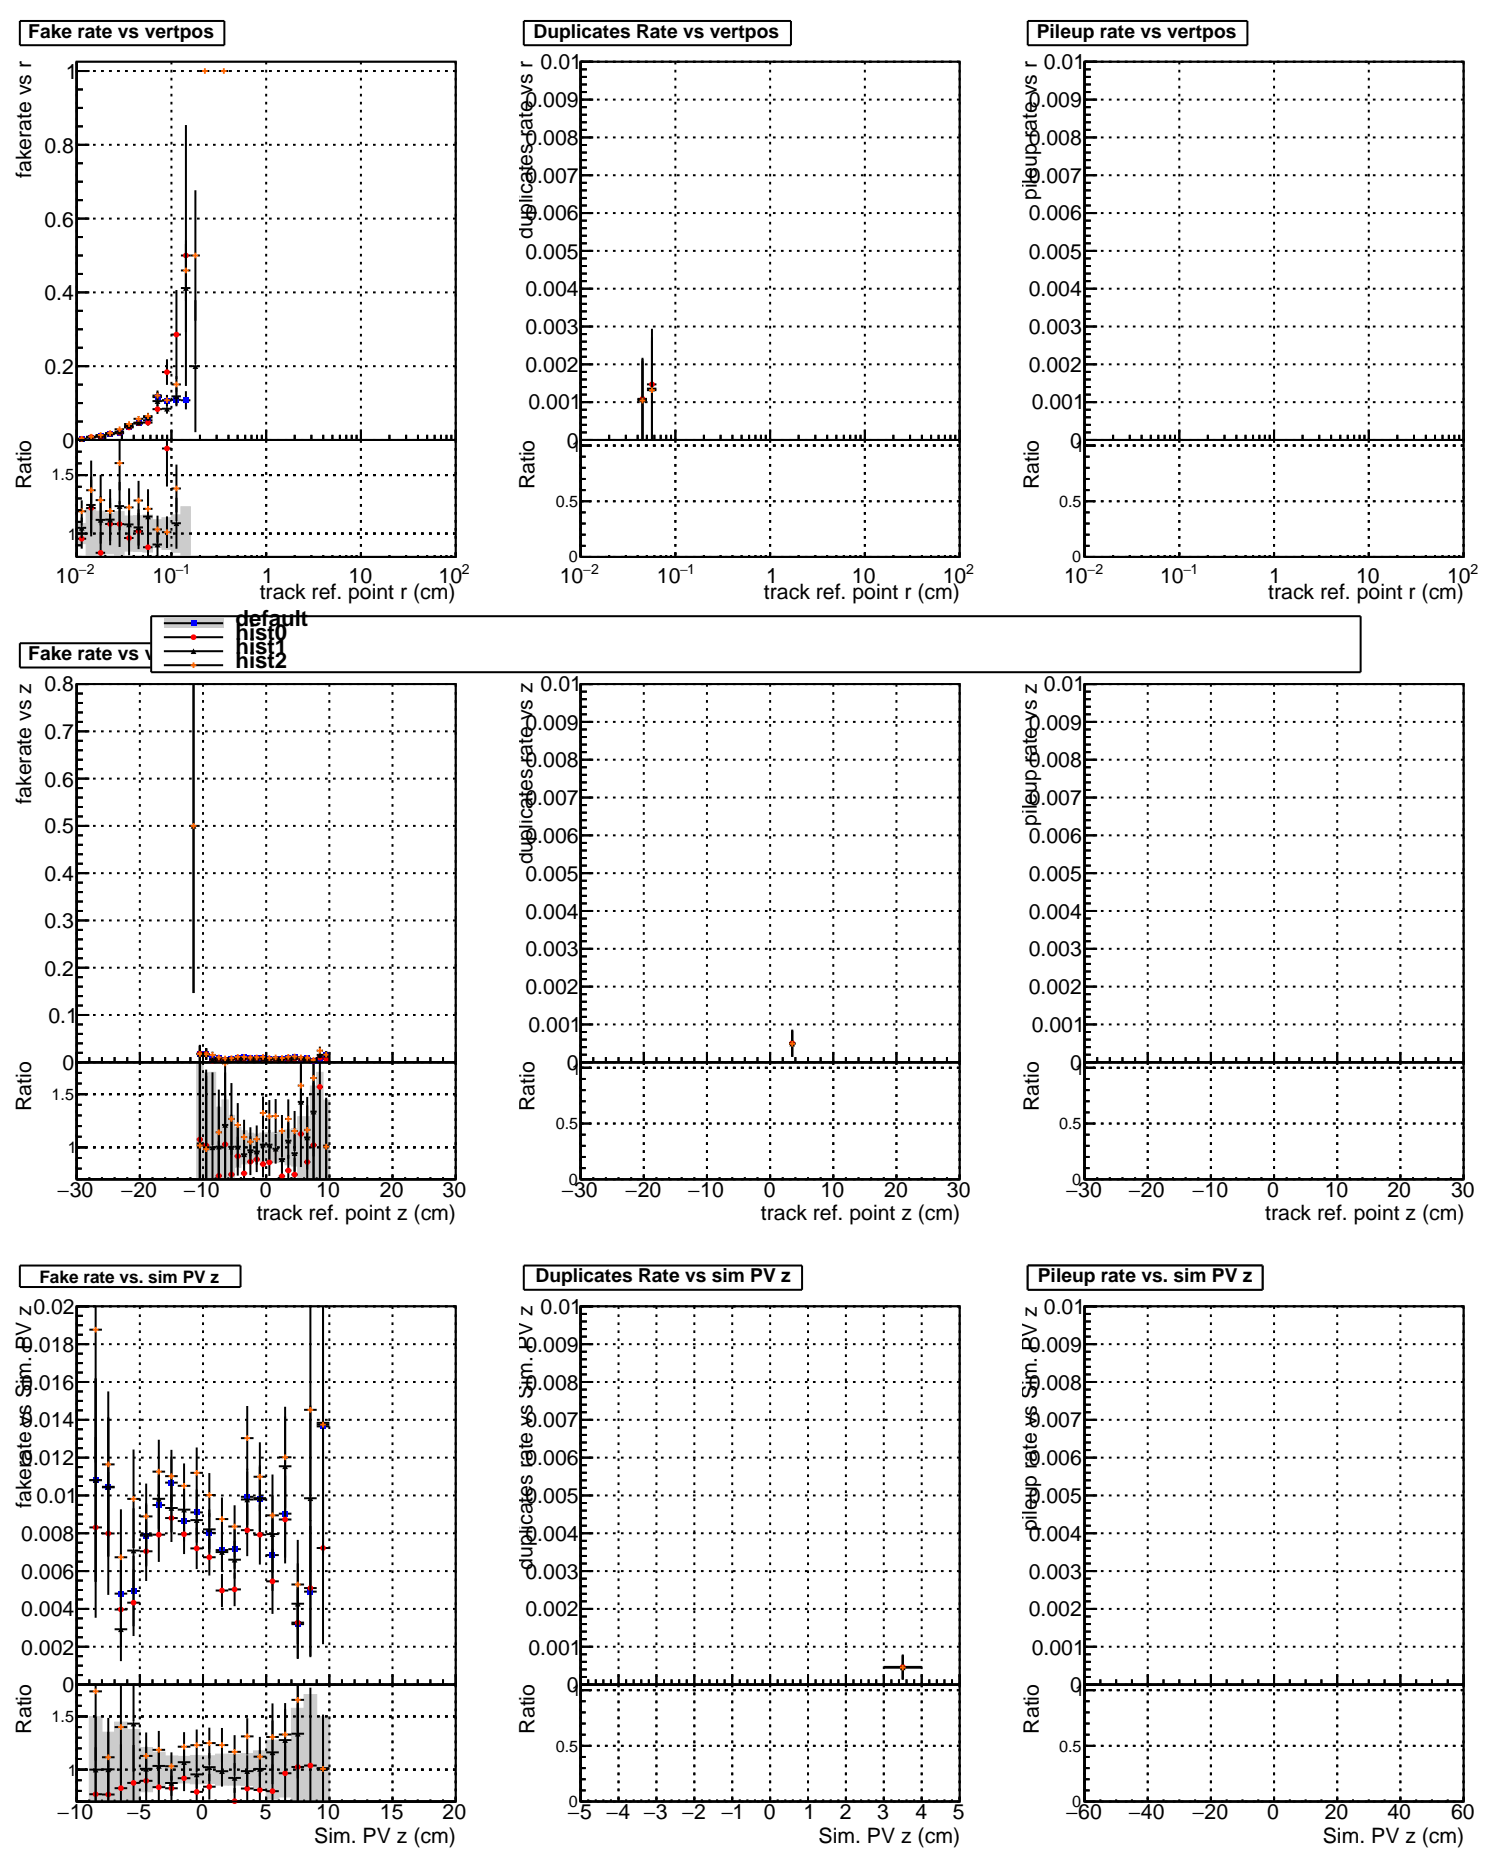 Fake rate vs vertpos
Duplicates Rate vs vertpos
Pileup rate vs vertpos
fakerate vs r
1
0.8
0.6
0.4
0.2
0
Ratio
1.5
1
10−2 10−1 1 10 102
track ref. point r (cm)
duplicates rate vs r
0.01
0.009
0.008
0.007
0.006
0.005
0.004
0.003
0.002
0.001
0
Ratio
1
0.5
0
10−2 10−1 1 10 102
track ref. point r (cm)
pileup rate vs r
0.01
0.009
0.008
0.007
0.006
0.005
0.004
0.003
0.002
0.001
0
Ratio
1
0.5
0
10−2 10−1 1 10 102
track ref. point r (cm)
default
hist0
hist1
hist2
Fake rate vs
fakerate vs z
0.8
0.7
0.6
0.5
0.4
0.3
0.2
0.1
0
Ratio
1.5
1
−30 −20 −10 0 10 20 30
track ref. point z (cm)
duplicates rate vs z
0.01
0.009
0.008
0.007
0.006
0.005
0.004
0.003
0.002
0.001
0
Ratio
1
0.5
0
−30 −20 −10 0 10 20 30
track ref. point z (cm)
pileup rate vs z
0.01
0.009
0.008
0.007
0.006
0.005
0.004
0.003
0.002
0.001
0
Ratio
1
0.5
0
−30 −20 −10 0 10 20 30
track ref. point z (cm)
Fake rate vs. sim PV z
Duplicates Rate vs sim PV z
Pileup rate vs. sim PV z
fakerate vs Sim. PV z
0.02
0.018
0.016
0.014
0.012
0.01
0.008
0.006
0.004
0.002
0
Ratio
1.5
1
−10 −5 0 5 10 15 20
Sim. PV z (cm)
duplicates rate vs Sim. PV z
0.01
0.009
0.008
0.007
0.006
0.005
0.004
0.003
0.002
0.001
0
Ratio
1
0.5
0
−5 −4 −3 −2 −1 0 1 2 3 4 5
Sim. PV z (cm)
pileup rate vs Sim. PV z
0.01
0.009
0.008
0.007
0.006
0.005
0.004
0.003
0.002
0.001
0
Ratio
1
0.5
0
−60 −40 −20 0 20 40 60
Sim. PV z (cm)